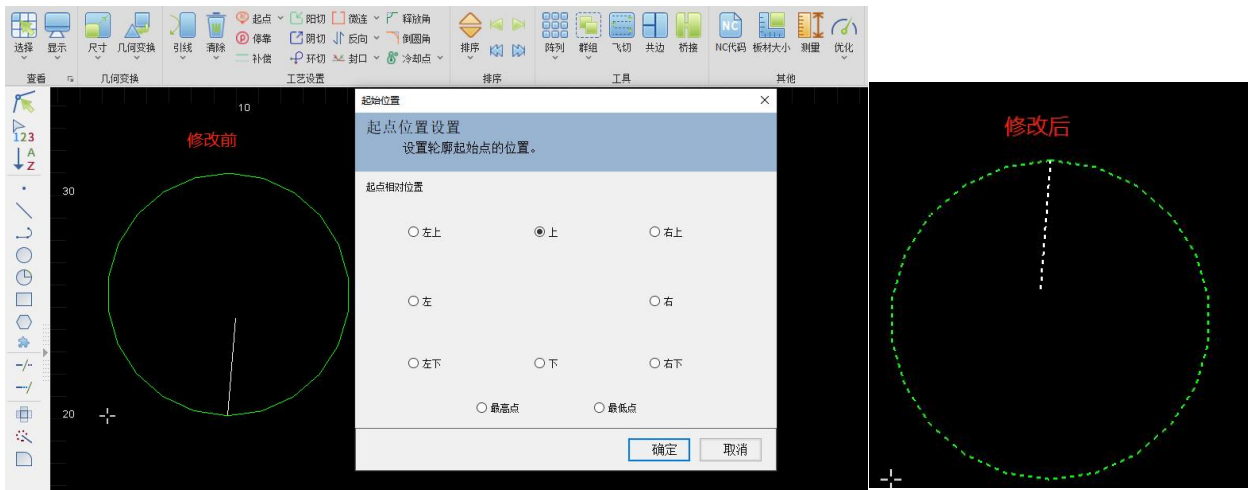 起点 阳切 微连 释放角
选择 显示 尺寸 几何变换 引线 清除 停靠 阴切 反向 倒圆角 排序 阵列 群组 飞切 共边 桥接 NC代码 板材大小 测量 优化
补偿 环切 封口 冷却点
查看 几何变换 工艺设置 排序 工具 其他
NC
123
A
Z
10
30
20
修改前
起始位置
起点位置设置
设置轮廓起始点的位置。
起点相对位置
左上 上 右上
左 右
左下 下 右下
最高点 最低点
确定 取消
修改后